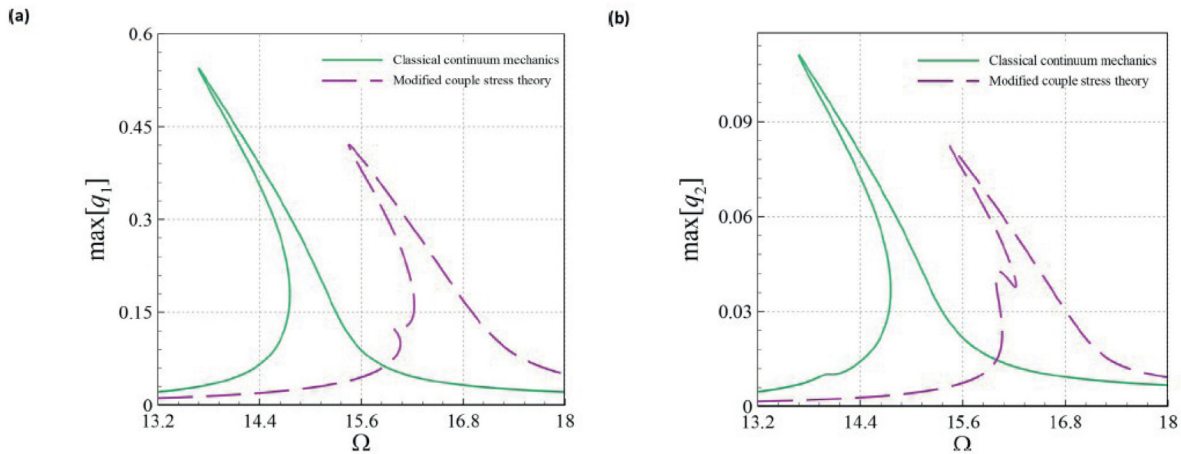 (a)
0.6
0.45
0.3
0.15
0
max[q1]
Classical continuum mechanics
Modified couple stress theory
13.2 14.4 15.6 16.8 18
Ω
(b)
0.09
0.06
0.03
0
max[q2]
Classical continuum mechanics
Modified couple stress theory
13.2 14.4 15.6 16.8 18
Ω